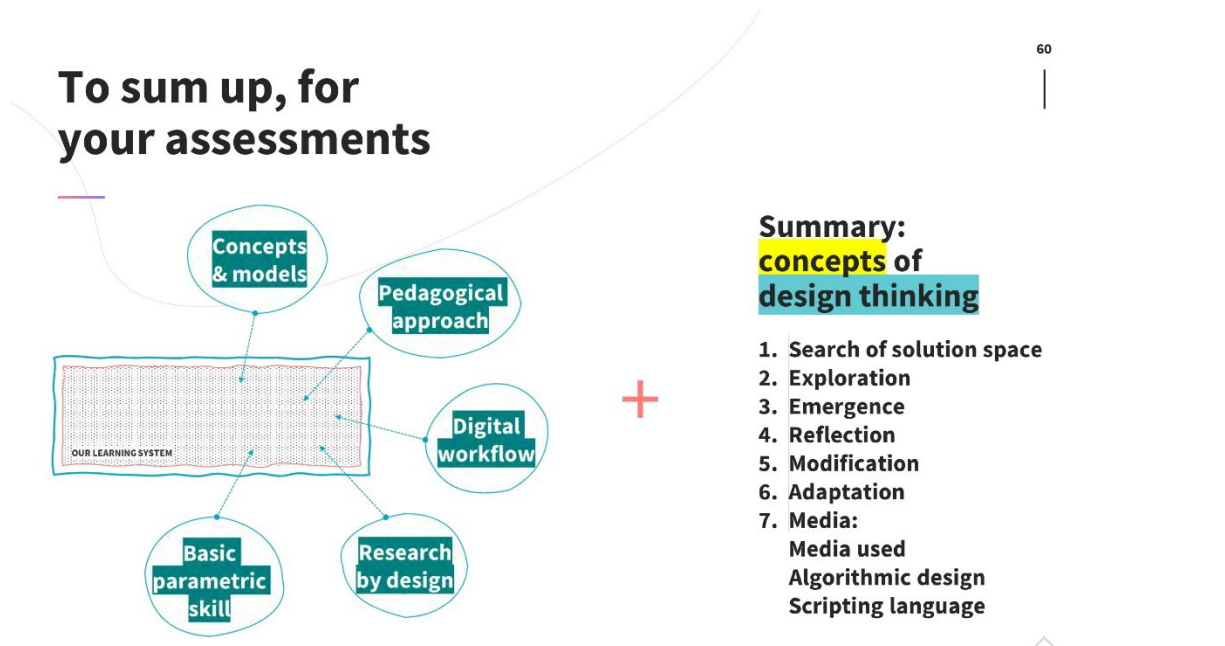 60
To sum up, for
your assessments
Concepts
& models
Pedagogical
approach
Digital
workflow
OUR LEARNING SYSTEM
Basic
parametric
skill
Research
by design
+
Summary:
concepts of
design thinking
1. Search of solution space
2. Exploration
3. Emergence
4. Reflection
5. Modification
6. Adaptation
7. Media:
Media used
Algorithmic design
Scripting language